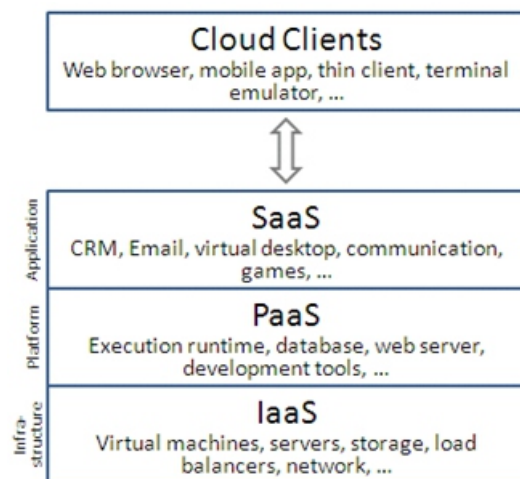 Cloud Clients
Web browser, mobile app, thin client, terminal
emulator, ...
Application
SaaS
CRM, Email, virtual desktop, communication,
games, ...
Platform
PaaS
Execution runtime, database, web server,
development tools, ...
Infra-
structure
IaaS
Virtual machines, servers, storage, load
balancers, network, ...